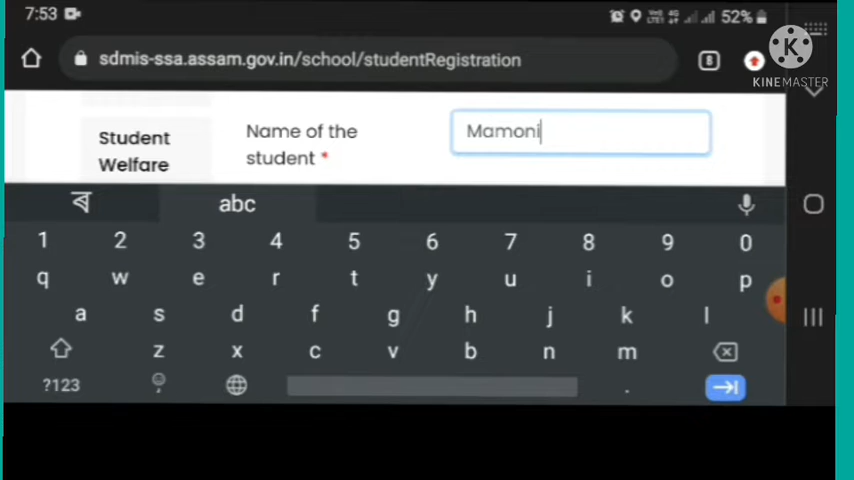 7:53
52%
K
KINEMASTER
sdmis-ssa.assam.gov.in/school/studentRegistration
8
Student Welfare
Name of the student *
Mamoni
ৰ
abc
1 2 3 4 5 6 7 8 9 0
q w e r t y u i o p
a s d f g h j k l
z x c v b n m
?123
,
.